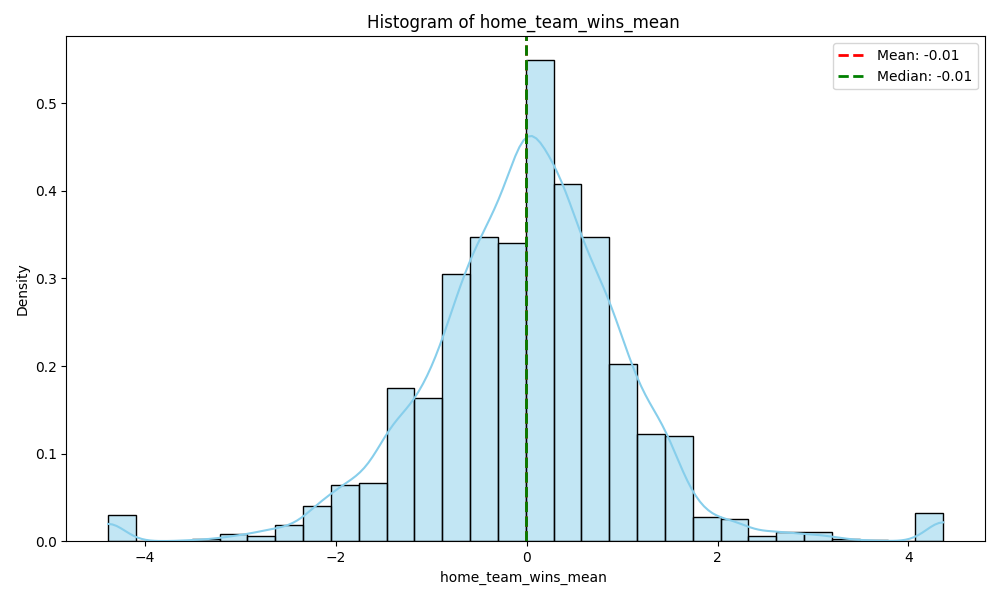 Histogram of home_team_wins_mean
Mean: -0.01
Median: -0.01
Density
0.5
0.4
0.3
0.2
0.1
0.0
−4
−2
0
2
4
home_team_wins_mean